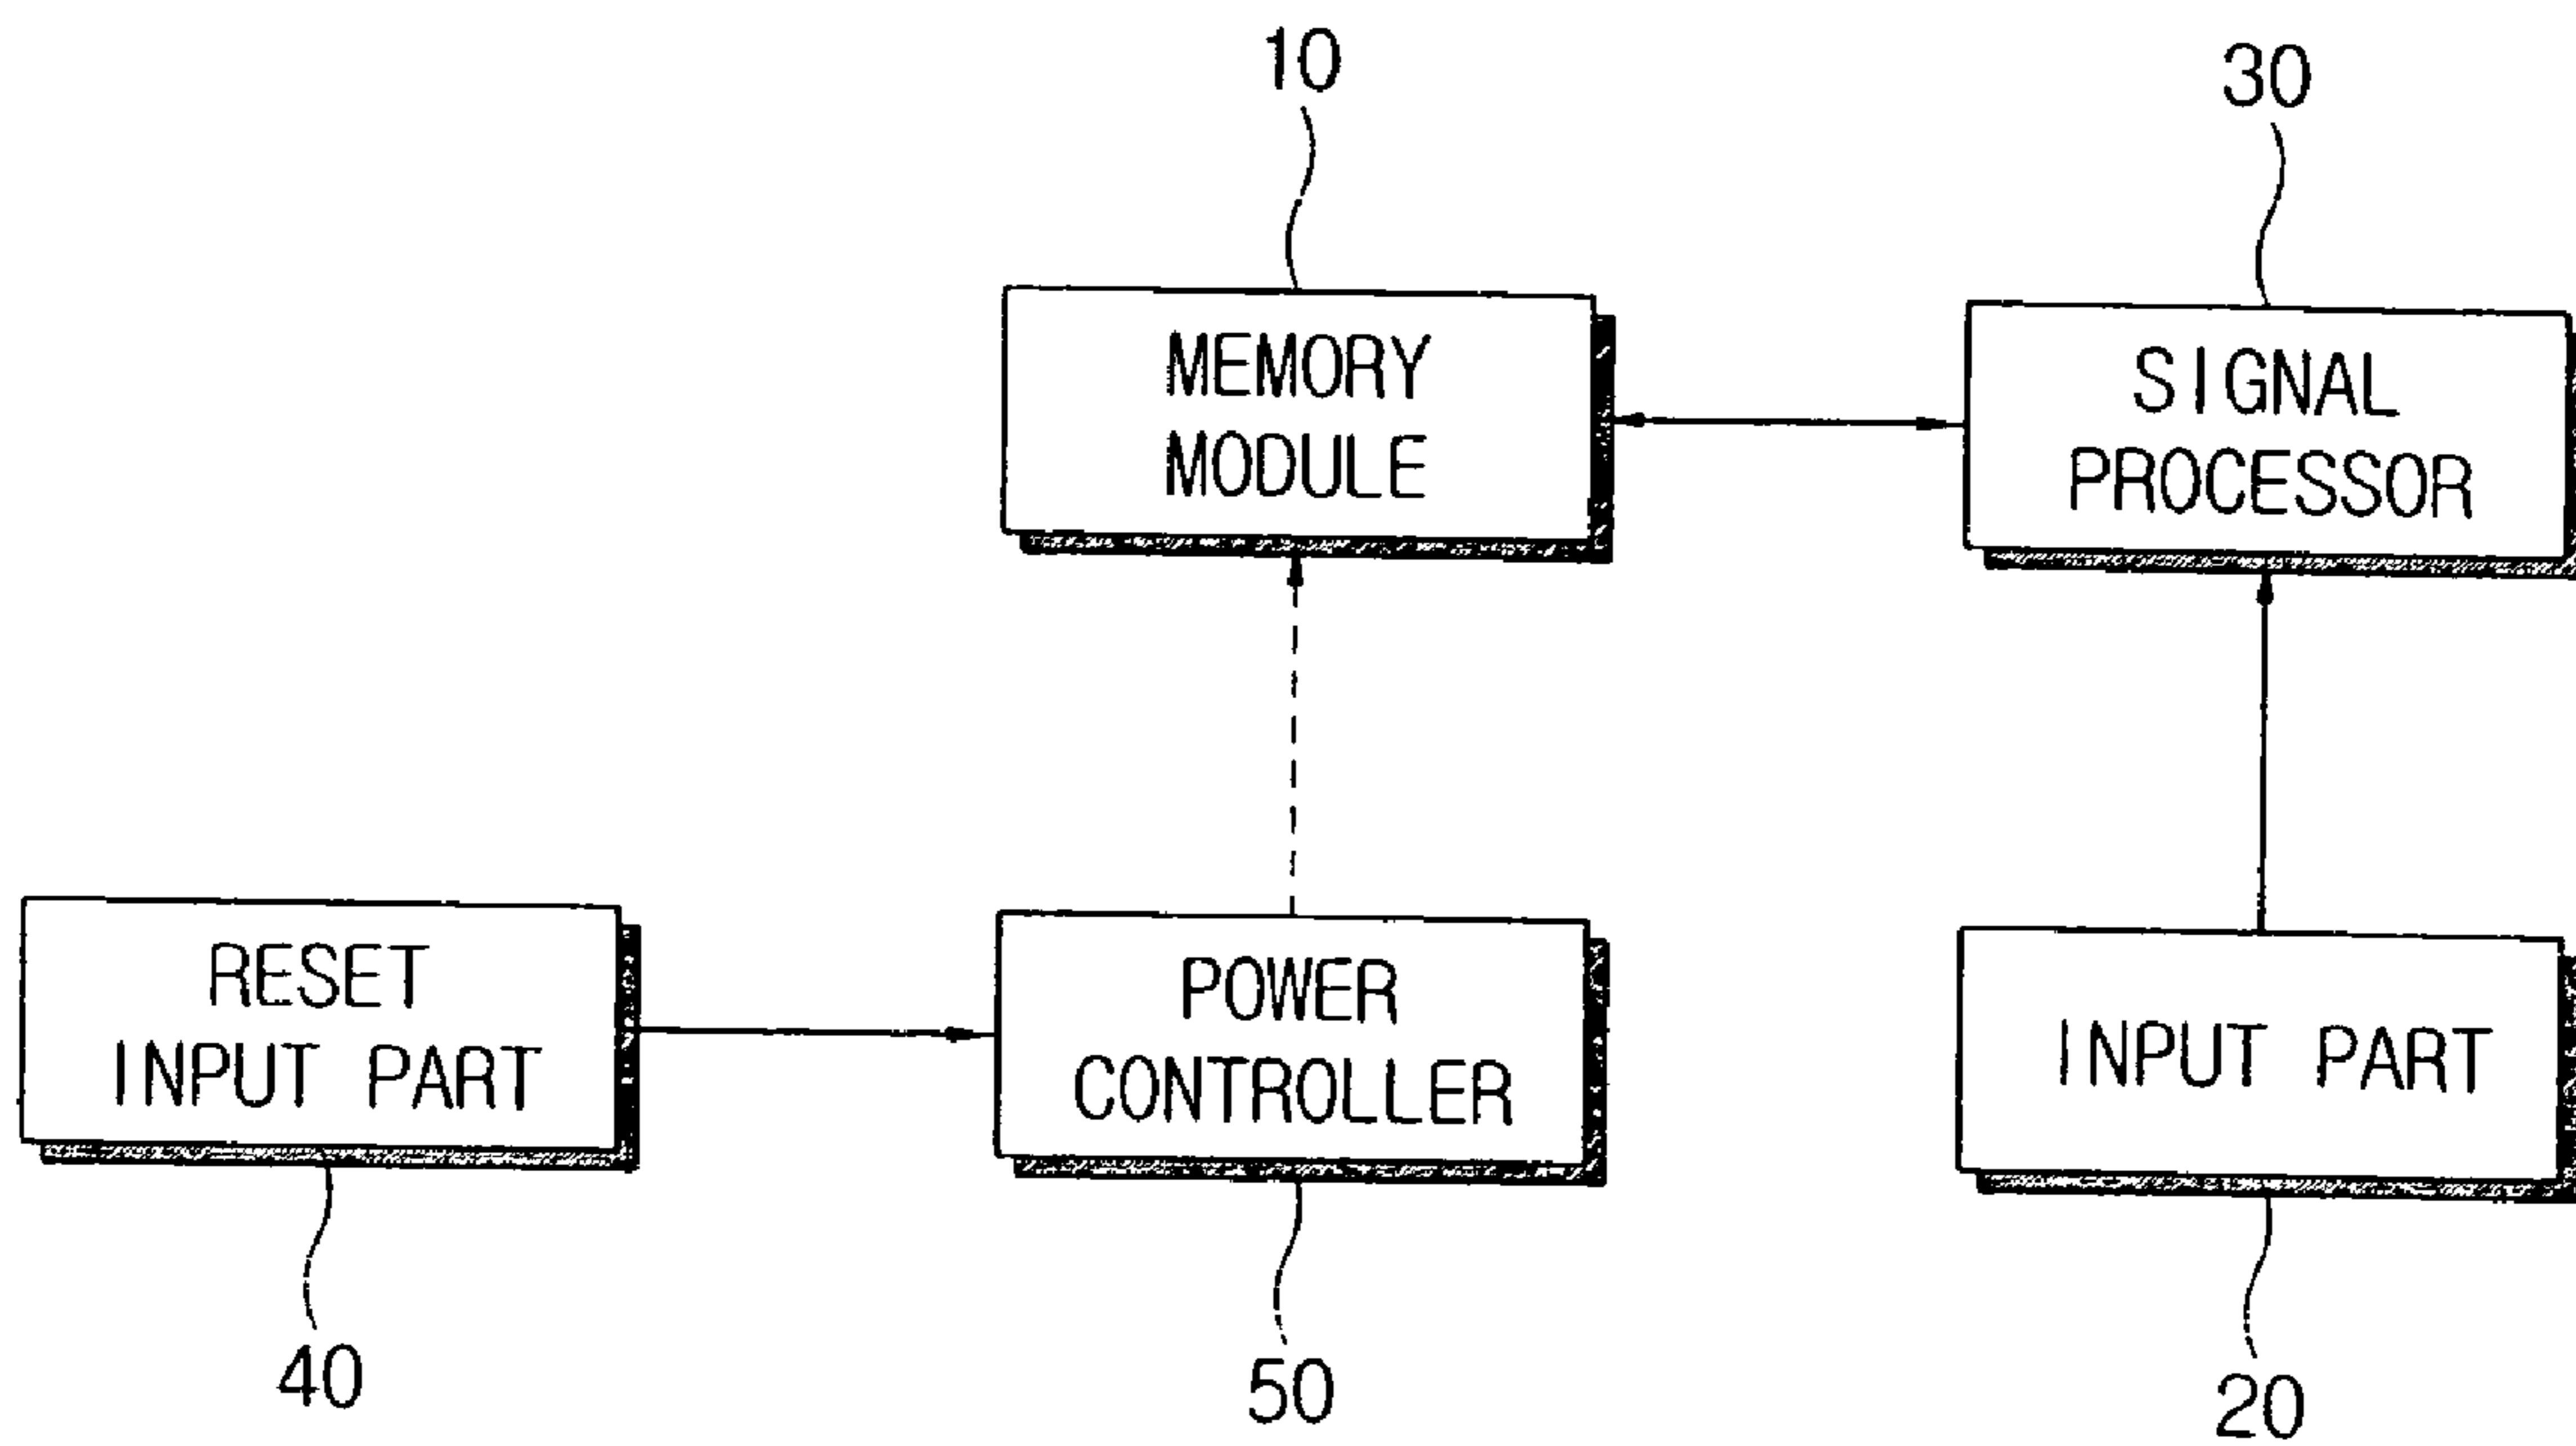 10
30
MEMORY
MODULE
SIGNAL
PROCESSOR
RESET
INPUT PART
POWER
CONTROLLER
INPUT PART
40
50
20